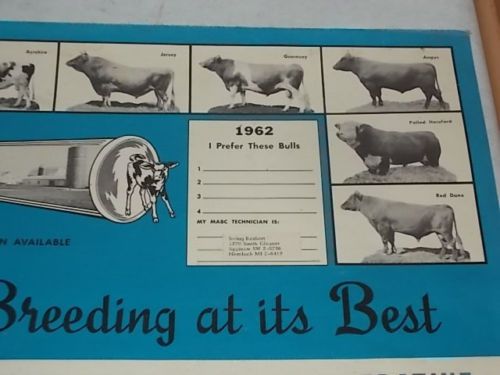 Ayrshire
Jersey
Guernsey
Angus
Polled Hereford
Red Dane
1962
I Prefer These Bulls
1
2
3
4
MY MABC TECHNICIAN IS:
N AVAILABLE
Breeding at its Best